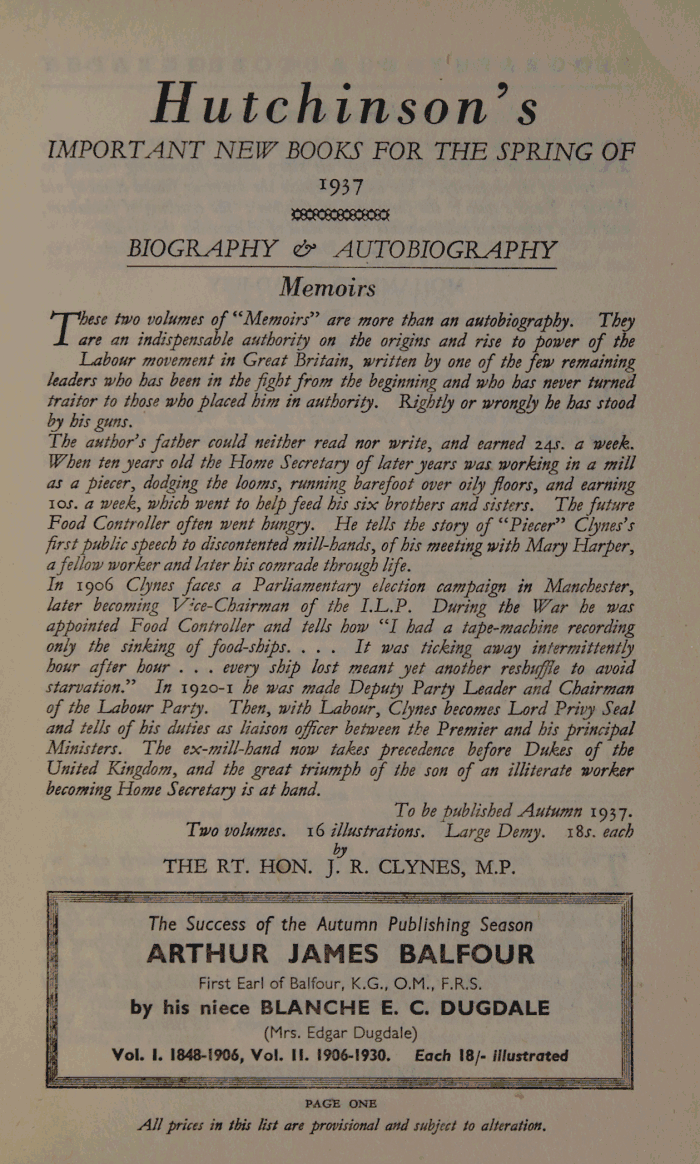 Hutchinson's
IMPORTANT NEW BOOKS FOR THE SPRING OF
1937
BIOGRAPHY & AUTOBIOGRAPHY
Memoirs
These two volumes of "Memoirs" are more than an autobiography. They
are an indispensable authority on the origins and rise to power of the
Labour movement in Great Britain, written by one of the few remaining
leaders who has been in the fight from the beginning and who has never turned
traitor to those who placed him in authority. Rightly or wrongly he has stood
by his guns.
The author's father could neither read nor write, and earned 24s. a week.
When ten years old the Home Secretary of later years was working in a mill
as a piecer, dodging the looms, running barefoot over oily floors, and earning
10s. a week, which went to help feed his six brothers and sisters. The future
Food Controller often went hungry. He tells the story of "Piecer" Clynes's
first public speech to discontented mill-hands, of his meeting with Mary Harper,
a fellow worker and later his comrade through life.
In 1906 Clynes faces a Parliamentary election campaign in Manchester,
later becoming Vice-Chairman of the I.L.P. During the War he was
appointed Food Controller and tells how "I had a tape-machine recording
only the sinking of food-ships. . . . It was ticking away intermittently
hour after hour . . . every ship lost meant yet another reshuffle to avoid
starvation." In 1920-1 he was made Deputy Party Leader and Chairman
of the Labour Party. Then, with Labour, Clynes becomes Lord Privy Seal
and tells of his duties as liaison officer between the Premier and his principal
Ministers. The ex-mill-hand now takes precedence before Dukes of the
United Kingdom, and the great triumph of the son of an illiterate worker
becoming Home Secretary is at hand.
To be published Autumn 1937.
Two volumes. 16 illustrations. Large Demy. 18s. each
by
THE RT. HON. J. R. CLYNES, M.P.
The Success of the Autumn Publishing Season
ARTHUR JAMES BALFOUR
First Earl of Balfour, K.G., O.M., F.R.S.
by his niece BLANCHE E. C. DUGDALE
(Mrs. Edgar Dugdale)
Vol. I. 1848-1906, Vol. II. 1906-1930. Each 18/- illustrated
PAGE ONE
All prices in this list are provisional and subject to alteration.